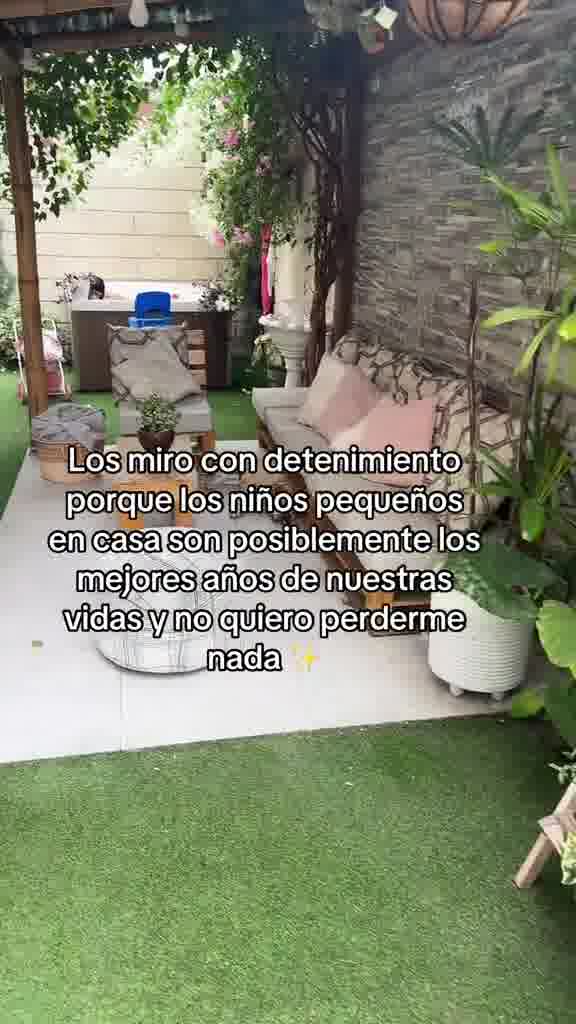 Los miro con detenimiento
porque los niños pequeños
en casa son posiblemente los
mejores años de nuestras
vidas y no quiero perderme
nada ✨